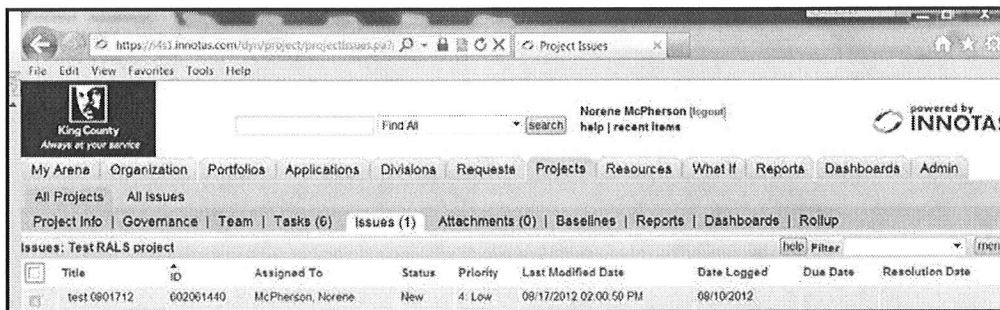 https://s4s1.innotas.com/dyn/project/projectIssues.pa? Project Issues
File Edit View Favorites Tools Help
King County
Always at your service
Find All search
Norene McPherson [logout]
help | recent items
powered by
INNOTAS
My Arena | Organization | Portfolios | Applications | Divisions | Requests | Projects | Resources | What If | Reports | Dashboards | Admin
All Projects All Issues
Project Info | Governance | Team | Tasks (6) | Issues (1) Attachments (0) | Baselines | Reports | Dashboards | Rollup
Issues: Test RALS project help Filter
Title ID Assigned To Status Priority Last Modified Date Date Logged Due Date Resolution Date
test 0801712 602061440 McPherson, Norene New 4: Low 08/17/2012 02:00:50 PM 08/10/2012